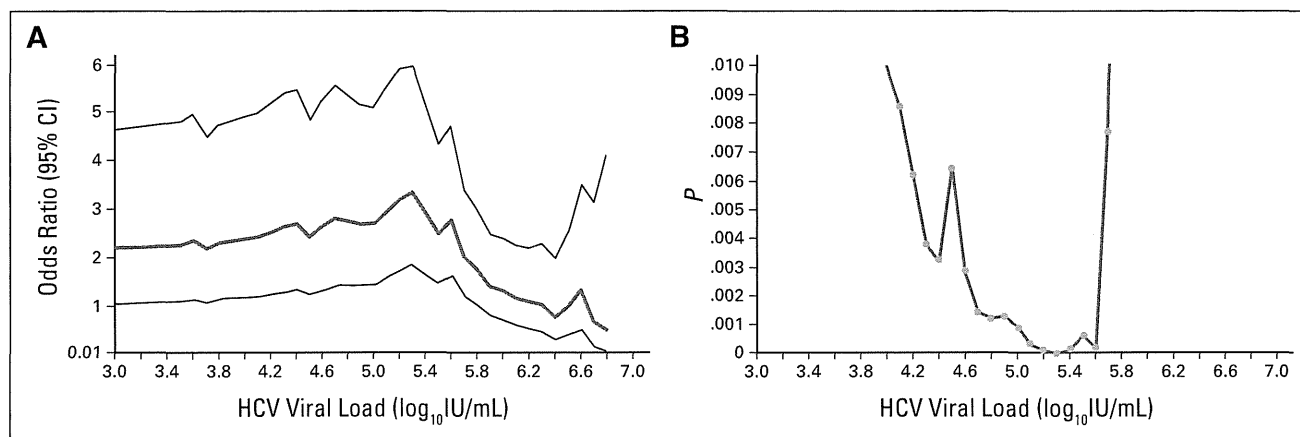 A
Odds Ratio (95% CI)
6
5
4
3
2
1
0.01
3.0 3.4 3.8 4.2 4.6 5.0 5.4 5.8 6.2 6.6 7.0
HCV Viral Load (log10IU/mL)
B
P
.010
.009
.008
.007
.006
.005
.004
.003
.002
.001
0
3.0 3.4 3.8 4.2 4.6 5.0 5.4 5.8 6.2 6.6 7.0
HCV Viral Load (log10IU/mL)